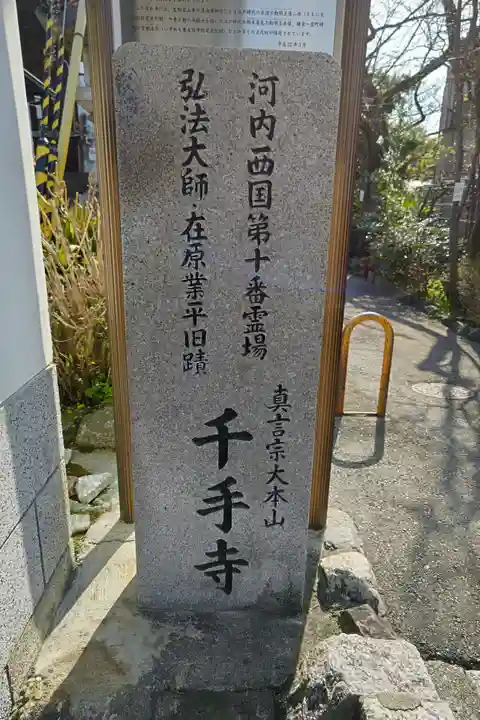 河内西国第十番霊場
弘法大師・在原業平旧蹟
真言宗大本山
千手寺